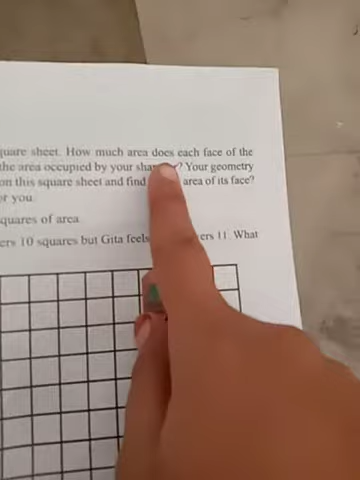 quare sheet. How much area does each face of the
the area occupied by your ? Your geometry
on this square sheet and find area of its face?
or you.
quares of area.
ers 10 squares but Gita feels ers 11. What